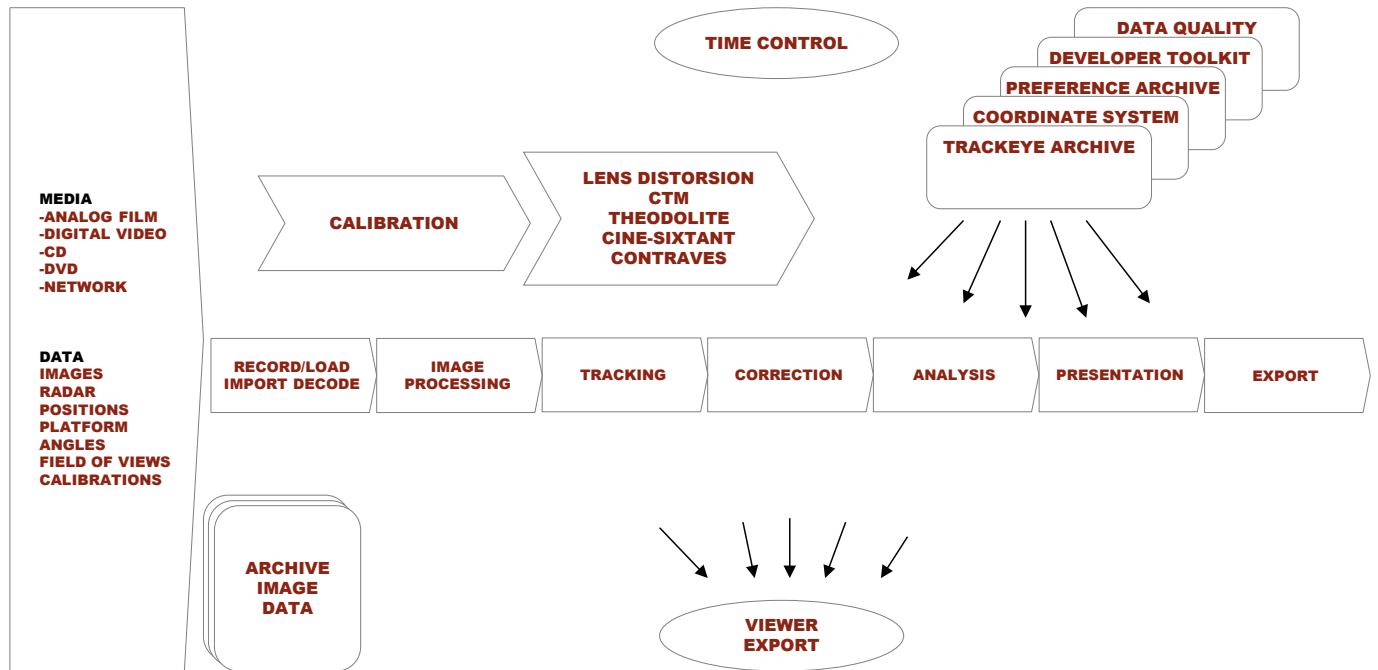 TIME CONTROL
DATA QUALITY
DEVELOPER TOOLKIT
PREFERENCE ARCHIVE
COORDINATE SYSTEM
TRACKEYE ARCHIVE
MEDIA
-ANALOG FILM
-DIGITAL VIDEO
-CD
-DVD
-NETWORK
CALIBRATION
LENS DISTORSION
CTM
THEODOLITE
CINE-SIXTANT
CONTRAVES
DATA
IMAGES
RADAR
POSITIONS
PLATFORM
ANGLES
FIELD OF VIEWS
CALIBRATIONS
RECORD/LOAD
IMPORT DECODE
IMAGE
PROCESSING
TRACKING
CORRECTION
ANALYSIS
PRESENTATION
EXPORT
ARCHIVE
IMAGE
DATA
VIEWER
EXPORT